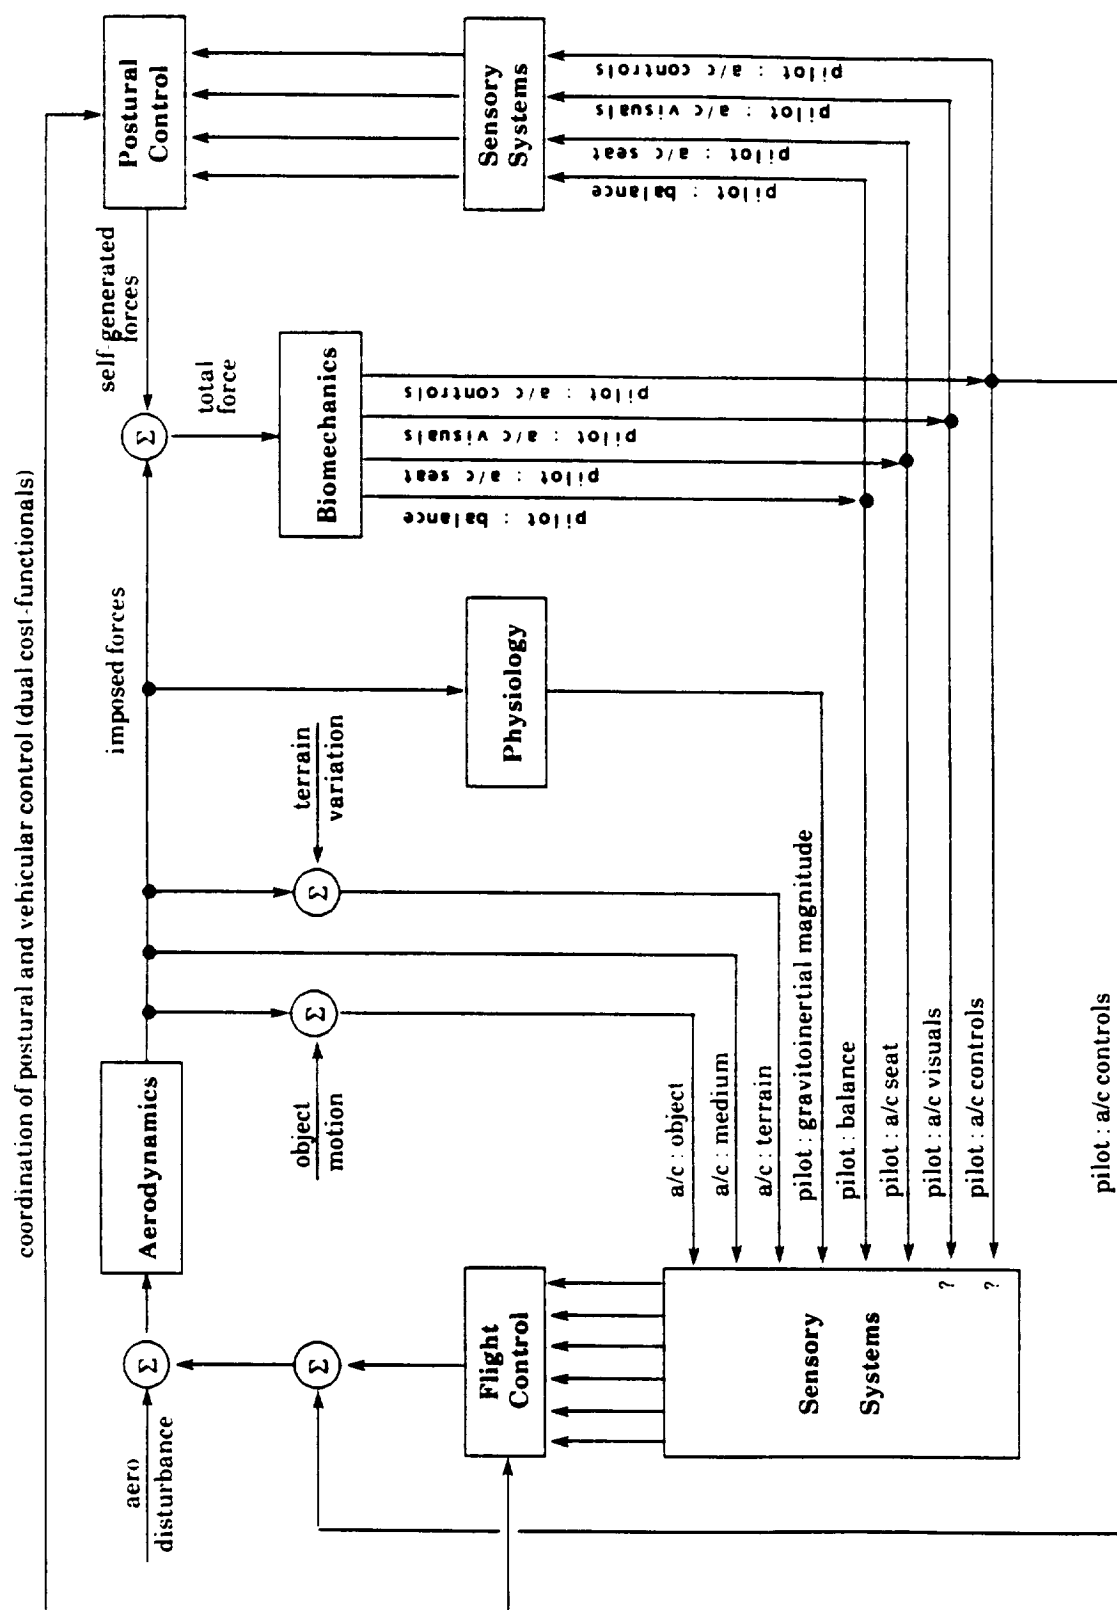 coordination of postural and vehicular control (dual cost-functionals)
aero
disturbance
Σ
Aerodynamics
imposed forces
Σ
self-generated
forces
Postural
Control
total
force
Σ
object
motion
Σ
terrain
variation
Σ
Biomechanics
pilot : balance
pilot : a/c seat
pilot : a/c visuals
pilot : a/c controls
Flight
Control
Physiology
Sensory
Systems
pilot : balance
pilot : a/c seat
pilot : a/c visuals
pilot : a/c controls
Sensory
Systems
?
?
a/c : object
a/c : medium
a/c : terrain
pilot : gravitoinertial magnitude
pilot : balance
pilot : a/c seat
pilot : a/c visuals
pilot : a/c controls
pilot : a/c controls